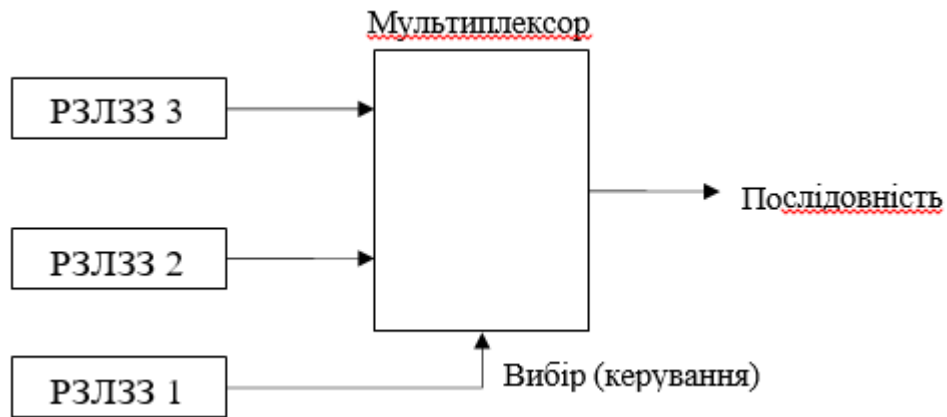 Мультиплексор
РЗЛЗЗ 3
Послідовність
РЗЛЗЗ 2
Вибір (керування)
РЗЛЗЗ 1